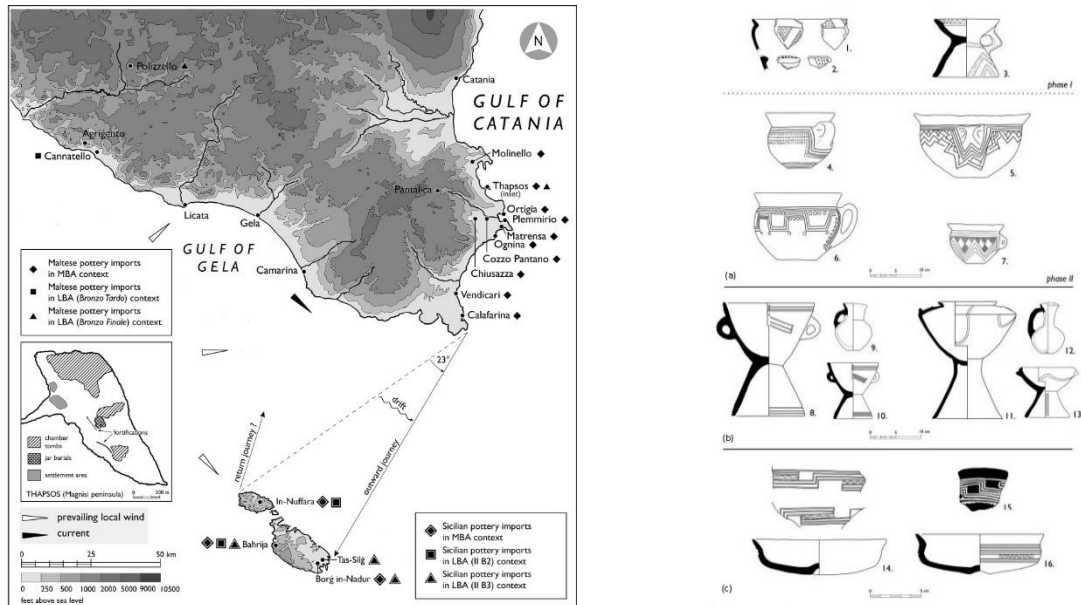 N
Polizzello
Catania
GULF OF
CATANIA
Agrigento
Cannatello
Molinello
Thapsos
(inset)
Pantalica
Ortigia
Plemmirio
Matrensa
Ognina
Cozzo Pantano
Chiusazza
Licata
Gela
GULF OF
GELA
Camarina
Vendicari
Calafarina
Maltese pottery imports
in MBA context
Maltese pottery imports
in LBA (Bronzo Tardo) context
Maltese pottery imports
in LBA (Bronzo Finale) context
23°
drift
outward journey
return journey ?
chamber
tombs
jar burials
settlement area
fortifications
0 200 m
THAPSOS (Magnisi peninsula)
prevailing local wind
current
0 25 50 km
0 250 500 1000 2000 5000 9000 10500
feet above sea level
In-Nuffara
Bahrija
Tas-Silġ
Borġ in-Nadur
Sicilian pottery imports
in MBA context
Sicilian pottery imports
in LBA (II B2) context
Sicilian pottery imports
in LBA (II B3) context
1.
2.
3.
phase I
4.
5.
6.
7.
(a)
phase II
8.
9.
10.
11.
12.
13.
(b)
14.
15.
16.
(c)